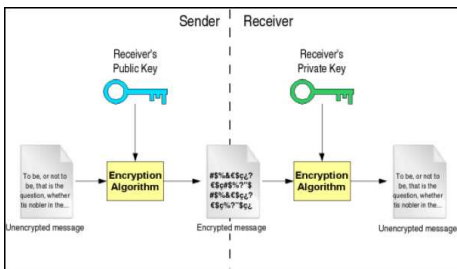 Sender
Receiver
Receiver's
Public Key
Receiver's
Private Key
To be, or not to
be, that is the
question, whether
tis nobler in the...
Encryption
Algorithm
#$%&€$ç¿?
€$ç#$%?"$
#$%&€$ç¿?
€$ç%?"$ç¿
Encryption
Algorithm
To be, or not to
be, that is the
question, whether
tis nobler in the...
Unencrypted message
Encrypted message
Unencrypted message